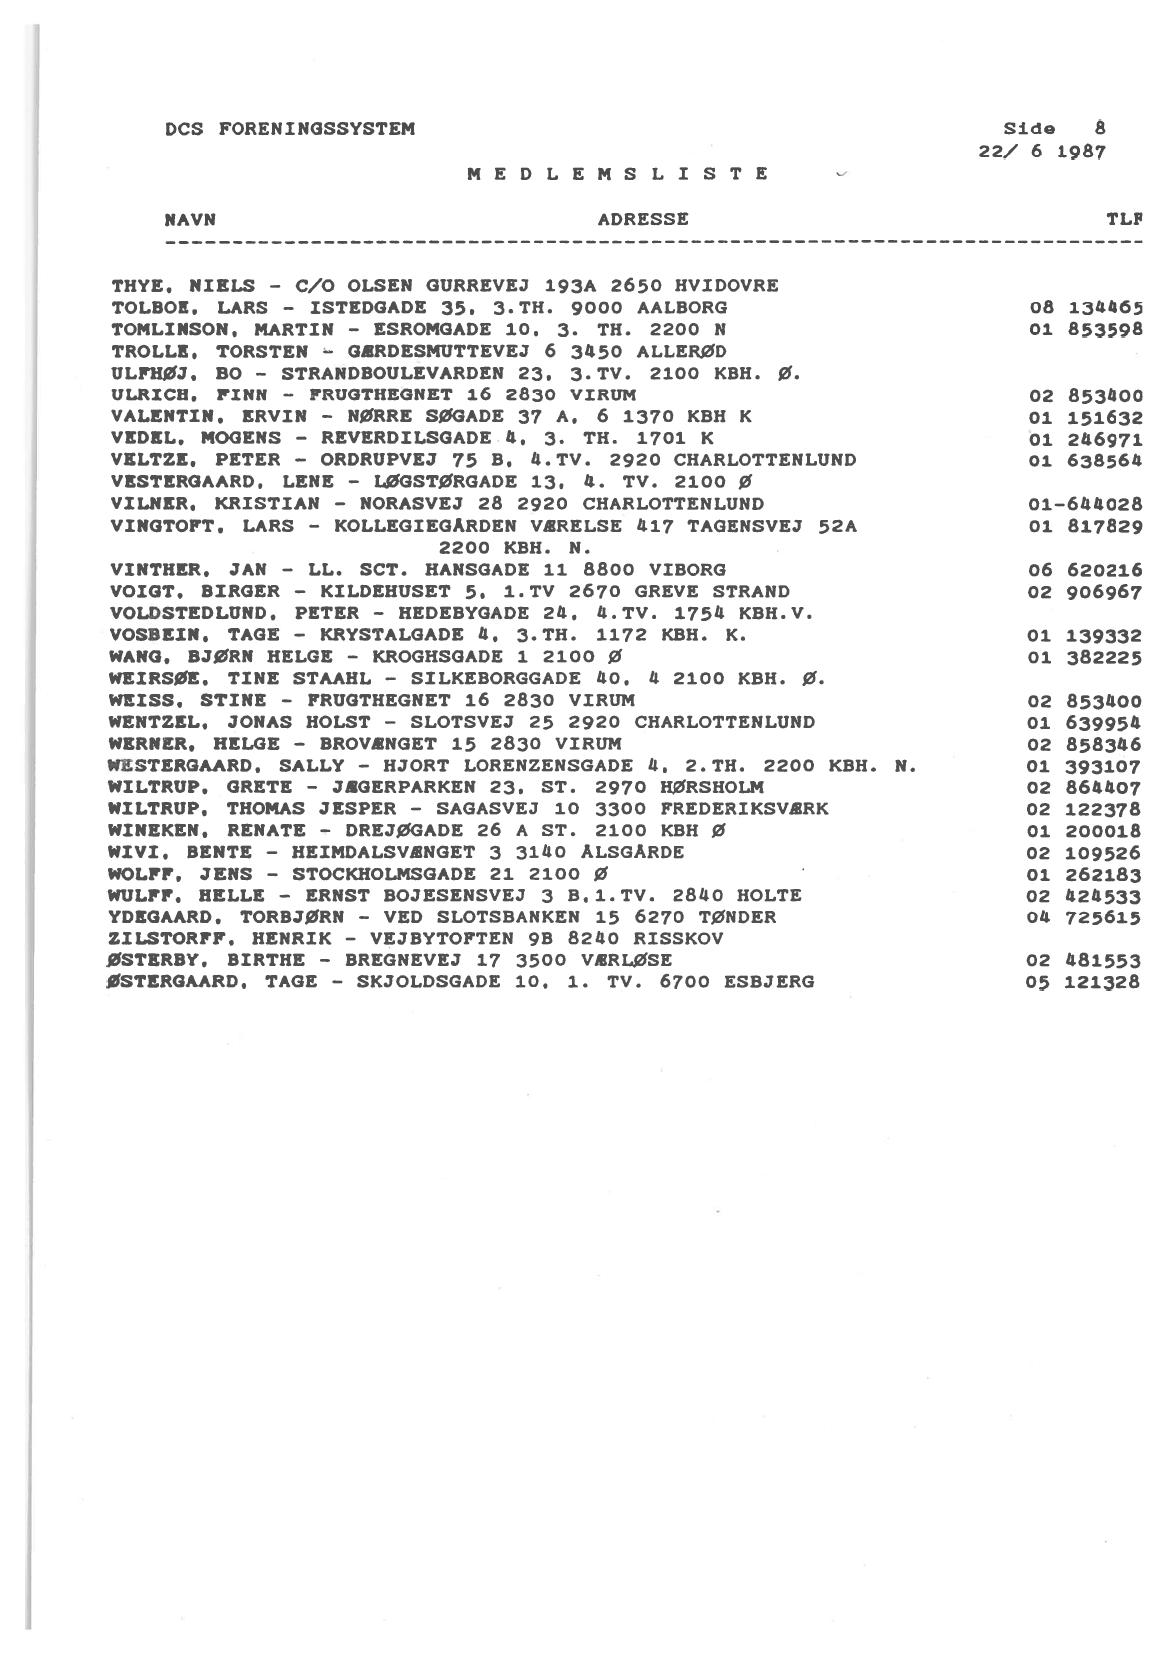 DCS FORENINGSSYSTEM Side 8
22/ 6 1987
M E D L E M S L I S T E
NAVN ADRESSE TLF
--------------------------------------------------------------------------
THYE, NIELS - C/O OLSEN GURREVEJ 193A 2650 HVIDOVRE
TOLBOE, LARS - ISTEDGADE 35, 3.TH. 9000 AALBORG 08 134465
TOMLINSON, MARTIN - ESROMGADE 10, 3. TH. 2200 N 01 853598
TROLLE, TORSTEN - GÆRDESMUTTEVEJ 6 3450 ALLERØD
ULFHØJ, BO - STRANDBOULEVARDEN 23, 3.TV. 2100 KBH. Ø.
ULRICH, FINN - FRUGTHEGNET 16 2830 VIRUM 02 853400
VALENTIN, ERVIN - NØRRE SØGADE 37 A, 6 1370 KBH K 01 151632
VEDEL, MOGENS - REVERDILSGADE 4, 3. TH. 1701 K 01 246971
VELTZE, PETER - ORDRUPVEJ 75 B, 4.TV. 2920 CHARLOTTENLUND 01 638564
VESTERGAARD, LENE - LØGSTØRGADE 13, 4. TV. 2100 Ø
VILNER, KRISTIAN - NORASVEJ 28 2920 CHARLOTTENLUND 01-644028
VINGTOFT, LARS - KOLLEGIEGÅRDEN VÆRELSE 417 TAGENSVEJ 52A 01 817829
2200 KBH. N.
VINTHER, JAN - LL. SCT. HANSGADE 11 8800 VIBORG 06 620216
VOIGT, BIRGER - KILDEHUSET 5, 1.TV 2670 GREVE STRAND 02 906967
VOLDSTEDLUND, PETER - HEDEBYGADE 24, 4.TV. 1754 KBH.V.
VOSBEIN, TAGE - KRYSTALGADE 4, 3.TH. 1172 KBH. K. 01 139332
WANG, BJØRN HELGE - KROGHSGADE 1 2100 Ø 01 382225
WEIRSØE, TINE STAAHL - SILKEBORGGADE 40, 4 2100 KBH. Ø.
WEISS, STINE - FRUGTHEGNET 16 2830 VIRUM 02 853400
WENTZEL, JONAS HOLST - SLOTSVEJ 25 2920 CHARLOTTENLUND 01 639954
WERNER, HELGE - BROVÆNGET 15 2830 VIRUM 02 858346
WESTERGAARD, SALLY - HJORT LORENZENSGADE 4, 2.TH. 2200 KBH. N. 01 393107
WILTRUP, GRETE - JÆGERPARKEN 23, ST. 2970 HØRSHOLM 02 864407
WILTRUP, THOMAS JESPER - SAGASVEJ 10 3300 FREDERIKSVÆRK 02 122378
WINEKEN, RENATE - DREJØGADE 26 A ST. 2100 KBH Ø 01 200018
WIVI, BENTE - HEIMDALSVÆNGET 3 3140 ÅLSGÅRDE 02 109526
WOLFF, JENS - STOCKHOLMSGADE 21 2100 Ø 01 262183
WULFF, HELLE - ERNST BOJESENSVEJ 3 B,1.TV. 2840 HOLTE 02 424533
YDEGAARD, TORBJØRN - VED SLOTSBANKEN 15 6270 TØNDER 04 725615
ZILSTORFF, HENRIK - VEJBYTOFTEN 9B 8240 RISSKOV
ØSTERBY, BIRTHE - BREGNEVEJ 17 3500 VÆRLØSE 02 481553
ØSTERGAARD, TAGE - SKJOLDSGADE 10, 1. TV. 6700 ESBJERG 05 121328